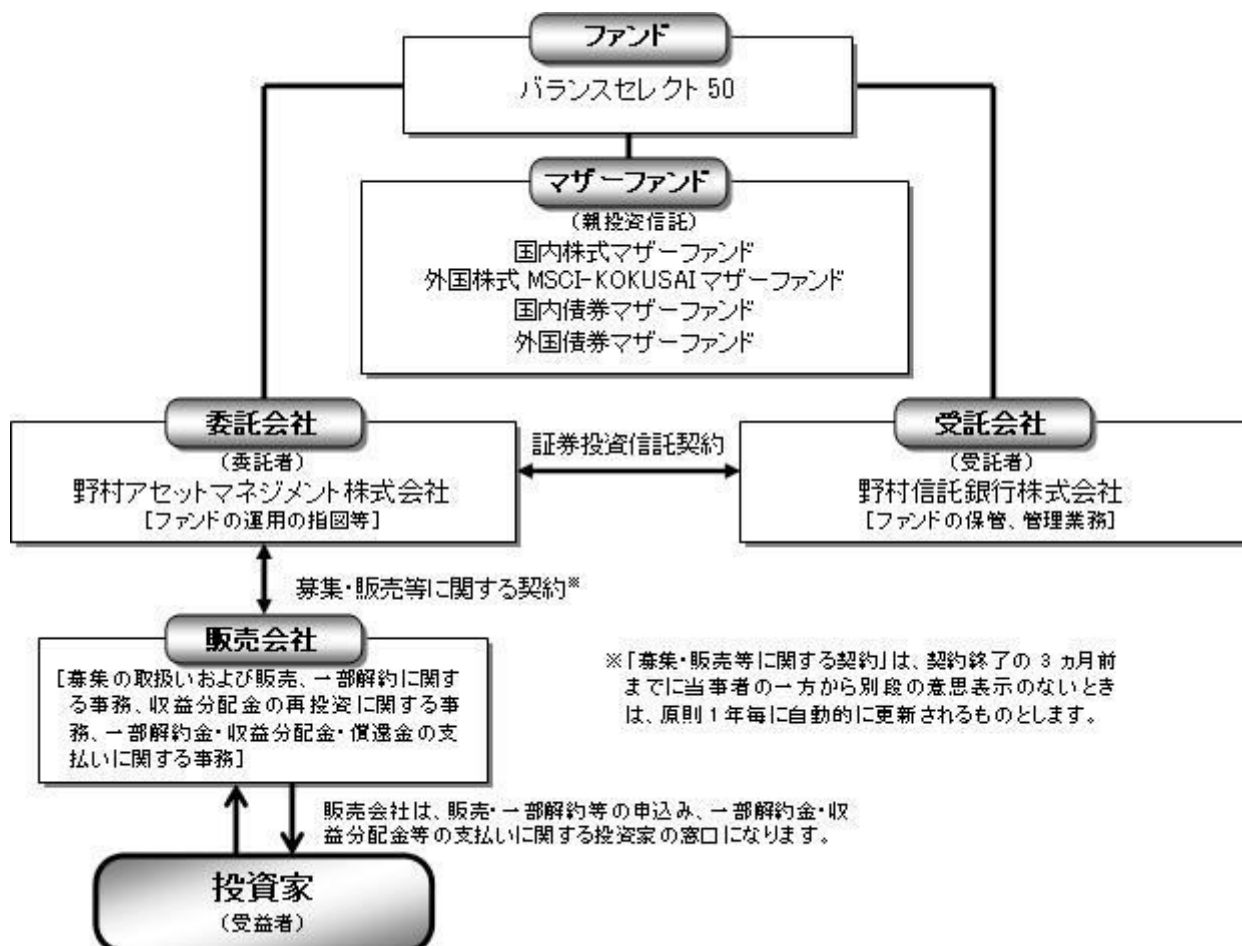 ファンド
バランスセレクト 50
マザーファンド
(親投資信託)
国内株式マザーファンド
外国株式 MSCI-KOKUSAI マザーファンド
国内債券マザーファンド
外国債券マザーファンド
委託会社
(委託者)
野村アセットマネジメント株式会社
[ファンドの運用の指図等]
証券投資信託契約
受託会社
(受託者)
野村信託銀行株式会社
[ファンドの保管、管理業務]
募集・販売等に関する契約※
販売会社
[募集の取扱いおよび販売、一部解約に関す
る事務、収益分配金の再投資に関する事
務、一部解約金・収益分配金・償還金の支
払いに関する事務]
※「募集・販売等に関する契約」は、契約終了の 3 ヵ月前
までに当事者の一方から別段の意思表示のないとき
は、原則 1 年毎に自動的に更新されるものとします。
販売会社は、販売・一部解約等の申込み、一部解約金・収
益分配金等の支払いに関する投資家の窓口になります。
投資家
(受益者)